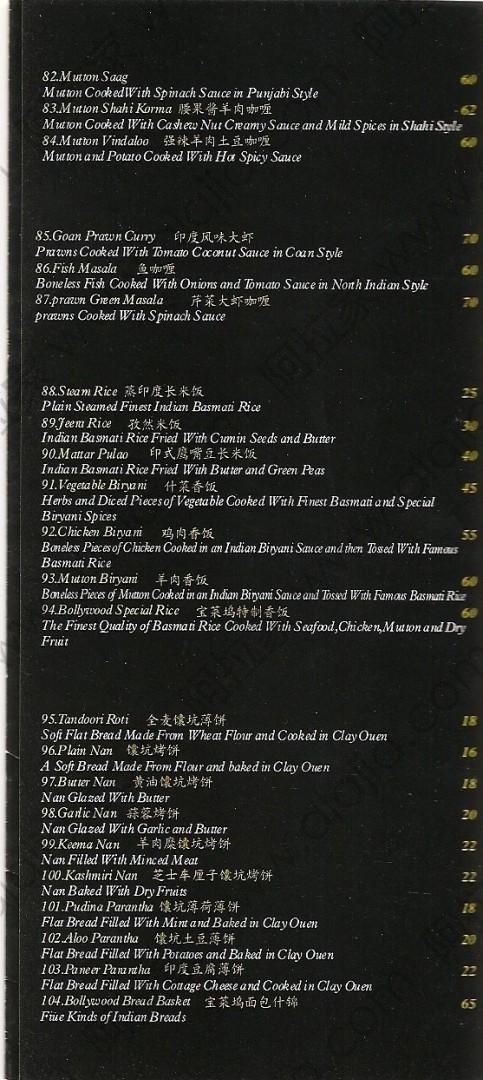 82.Mutton Saag 60
Mutton CookedWith Spinach Sauce in Punjabi Style
83.Mutton Shahi Korma 腰果酱羊肉咖喱 62
Mutton Cooked With Cashew Nut Creamy Sauce and Mild Spices in Shahi Style
84.Mutton Vindaloo 强辣羊肉土豆咖喱 60
Mutton and Potato Cooked With Hot Spicy Sauce
85.Goan Prawn Curry 印度风味大虾 70
Prawns Cooked With Tomato Coconut Sauce in Coan Style
86.Fish Masala 鱼咖喱 60
Boneless Fish Cooked With Onions and Tomato Sauce in North Indian Style
87.prawn Green Masala 芹菜大虾咖喱 70
prawns Cooked With Spinach Sauce
88.Steam Rice 蒸印度长米饭 25
Plain Steamed Finest Indian Basmati Rice
89.Jeera Rice 孜然米饭 30
Indian Basmati Rice Fried With Cumin Seeds and Butter
90.Mattar Pulao 印式鹰嘴豆长米饭 40
Indian Basmati Rice Fried With Butter and Green Peas
91.Vegetable Biryani 什菜香饭 45
Herbs and Diced Pieces of Vegetable Cooked With Finest Basmati and Special
Biryani Spices
92.Chicken Biryani 鸡肉香饭 55
Boneless Pieces of Chicken Cooked in an Indian Biryani Sauce and then Tossed With Famous
Basmati Rice
93.Mutton Biryani 羊肉香饭 60
Boneless Pieces of Mutton Cooked in an Indian Biryani Sauce and Tossed With Famous Basmati Rice
94.Bollywood Special Rice 宝菜坞特制香饭 60
The Finest Quality of Basmati Rice Cooked With Seafood,Chicken,Mutton and Dry
Fruit
95.Tandoori Roti 全麦馕坑薄饼 18
Soft Flat Bread Made From Wheat Flour and Cooked in Clay Ouen
96.Plain Nan 馕坑烤饼 16
A Soft Bread Made From Flour and baked in Clay Ouen
97.Butter Nan 黄油馕坑烤饼 18
Nan Glazed With Butter
98.Garlic Nan 蒜蓉烤饼 20
Nan Glazed With Garlic and Butter
99.Keema Nan 羊肉糜馕坑烤饼 22
Nan Filled With Minced Meat
100.Kashmiri Nan 芝士车厘子馕坑烤饼 22
Nan Baked With Dry Fruits
101.Pudina Parantha 馕坑薄荷薄饼 18
Flat Bread Filled With Mint and Baked in Clay Ouen
102.Aloo Parantha 馕坑土豆薄饼 20
Flat Bread Filled With Potatoes and Baked in Clay Ouen
103.Paneer Parantha 印度豆腐薄饼 22
Flat Bread Filled With Cottage Cheese and Cooked in Clay Ouen
104.Bollywood Bread Basket 宝菜坞面包什锦 65
Fiue Kinds of Indian Breads